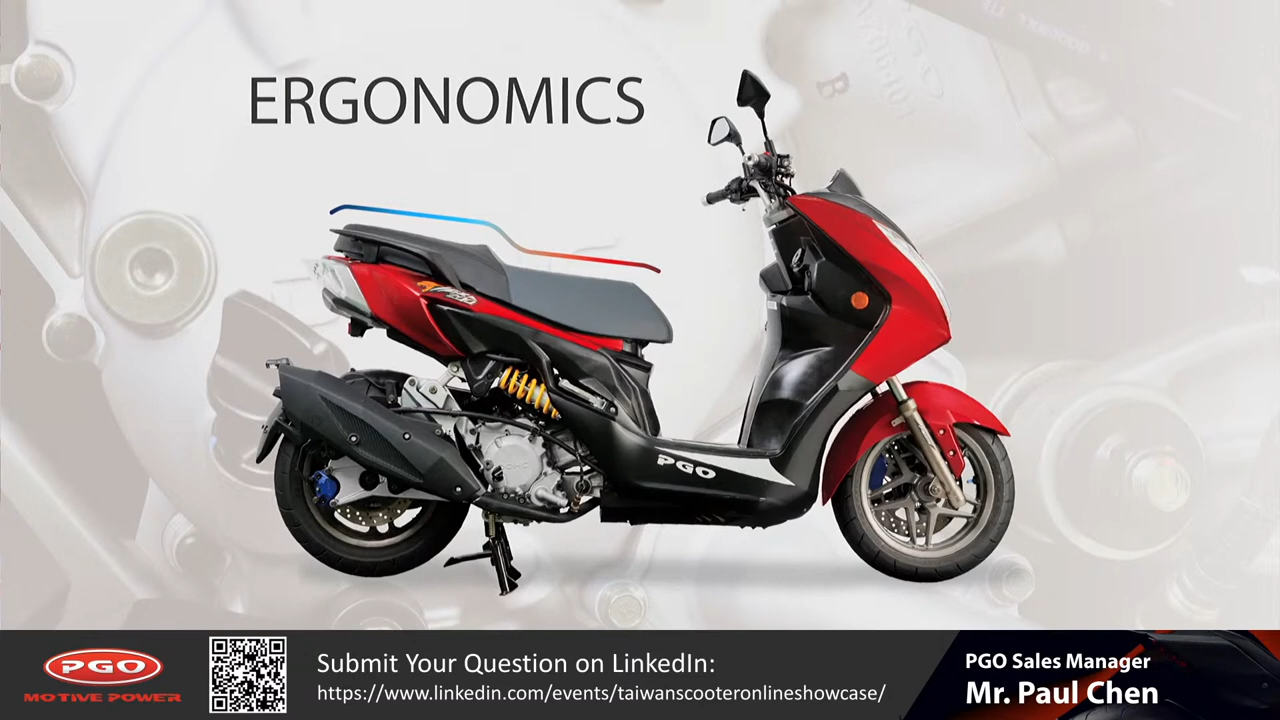 ERGONOMICS
B
PGO
PGO
MOTIVE POWER
Submit Your Question on LinkedIn:
https://www.linkedin.com/events/taiwanscooteronlineshowcase/
PGO Sales Manager
Mr. Paul Chen